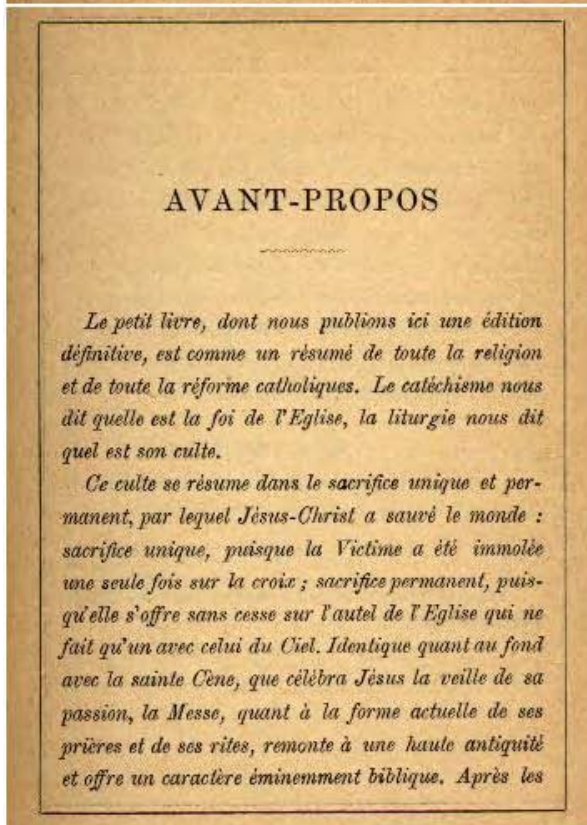 AVANT-PROPOS
Le petit livre, dont nous publions ici une édition
définitive, est comme un résumé de toute la religion
et de toute la réforme catholiques. Le catéchisme nous
dit quelle est la foi de l'Eglise, la liturgie nous dit
quel est son culte.
Ce culte se résume dans le sacrifice unique et per-
manent, par lequel Jésus-Christ a sauvé le monde :
sacrifice unique, puisque la Victime a été immolée
une seule fois sur la croix ; sacrifice permanent, puis-
qu'elle s'offre sans cesse sur l'autel de l'Eglise qui ne
fait qu'un avec celui du Ciel. Identique quant au fond
avec la sainte Cène, que célébra Jésus la veille de sa
passion, la Messe, quant à la forme actuelle de ses
prières et de ses rites, remonte à une haute antiquité
et offre un caractère éminemment biblique. Après les